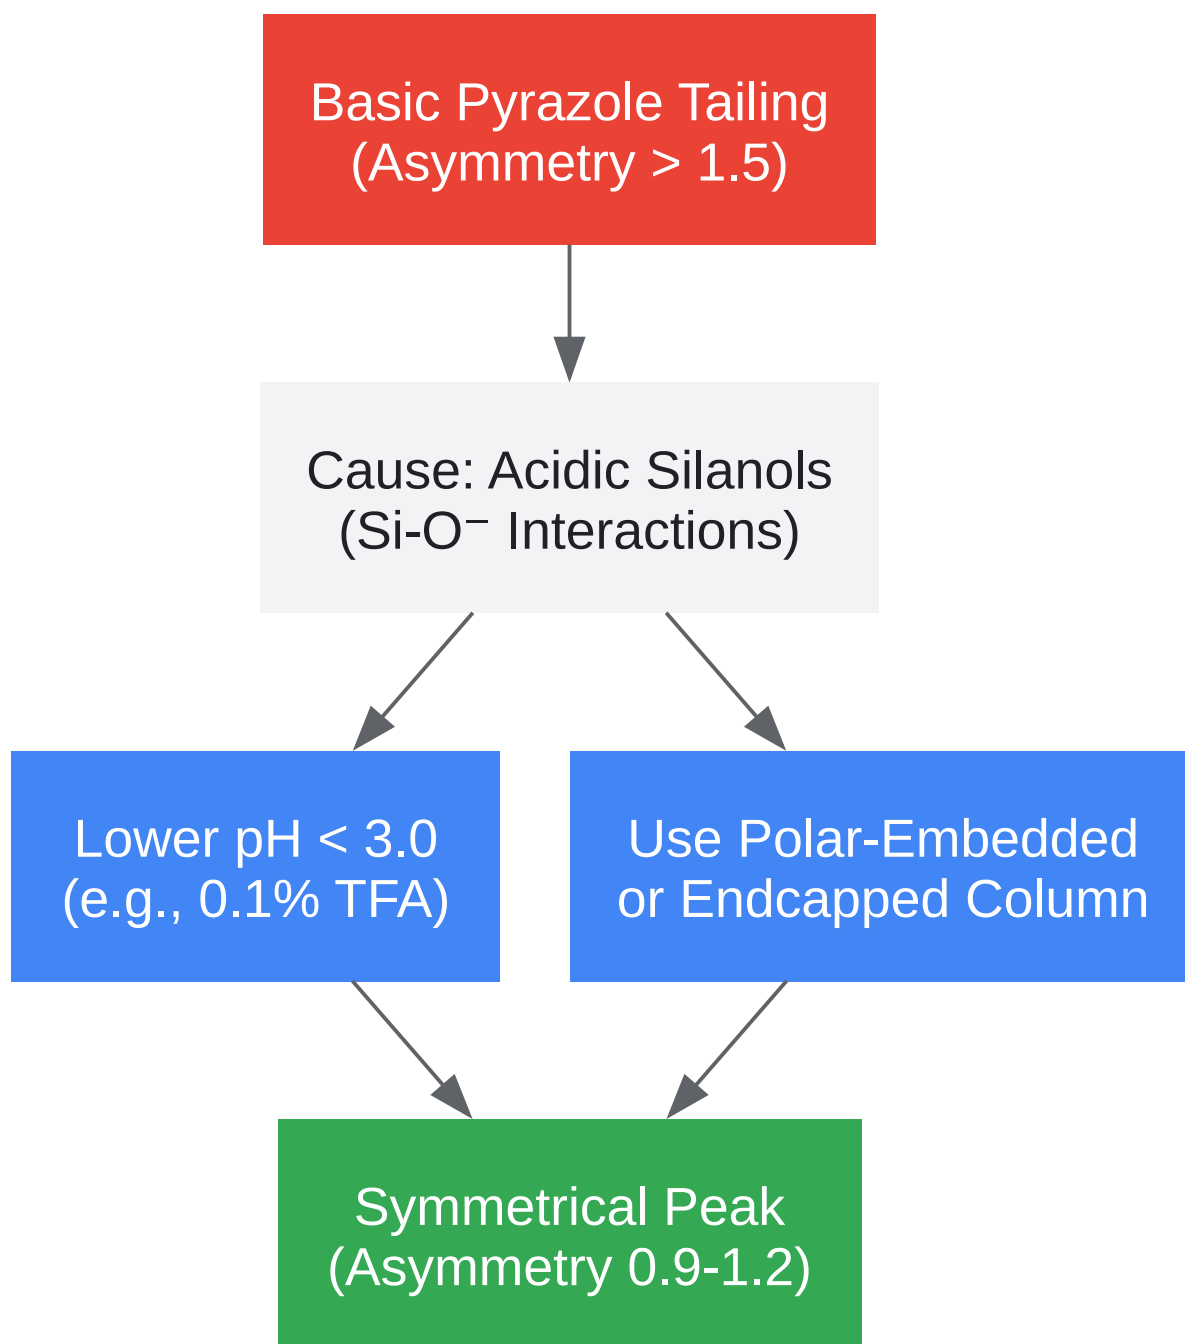 Basic Pyrazole Tailing
(Asymmetry > 1.5)
Cause: Acidic Silanols
(Si-O⁻ Interactions)
Lower pH < 3.0
(e.g., 0.1% TFA)
Use Polar-Embedded
or Endcapped Column
Symmetrical Peak
(Asymmetry 0.9-1.2)